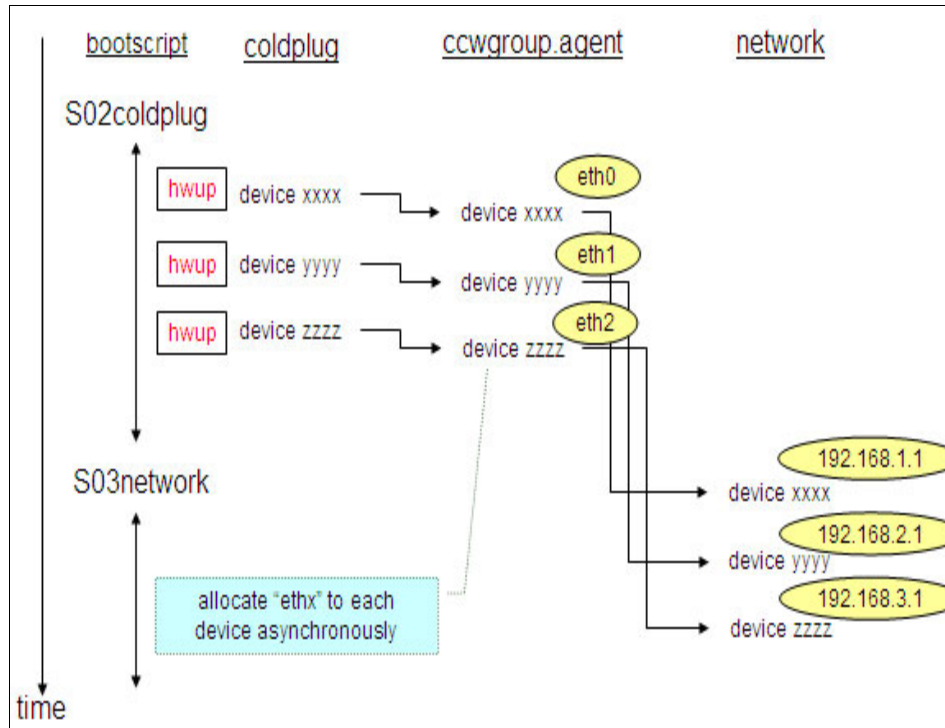 bootscript coldplug ccwgroup.agent network
S02coldplug
eth0
hwup device xxxx
device xxxx
eth1
hwup device yyyy
device yyyy
eth2
hwup device zzzz
device zzzz
192.168.1.1
S03network
device xxxx
192.168.2.1
device yyyy
allocate "ethx" to each
device asynchronously
192.168.3.1
device zzzz
time